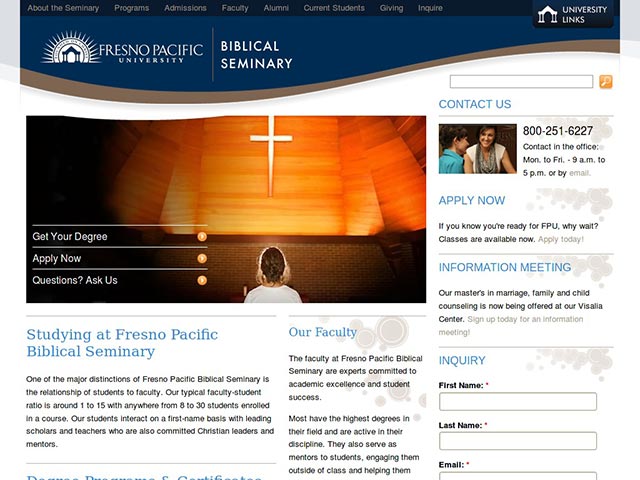 About the Seminary Programs Admissions Faculty Alumni Current Students Giving Inquire
UNIVERSITY
LINKS
FRESNO PACIFIC
UNIVERSITY
BIBLICAL
SEMINARY
Get Your Degree
Apply Now
Questions? Ask Us
Studying at Fresno Pacific
Biblical Seminary
One of the major distinctions of Fresno Pacific Biblical Seminary is
the relationship of students to faculty. Our typical faculty-student
ratio is around 1 to 15 with anywhere from 8 to 30 students enrolled
in a course. Our students interact on a first-name basis with leading
scholars and teachers who are also committed Christian leaders and
mentors.
Degree Programs & Certificates
Our Faculty
The faculty at Fresno Pacific Biblical
Seminary are experts committed to
academic excellence and student
success.
Most have the highest degrees in
their field and are active in their
discipline. They also serve as
mentors to students, engaging them
outside of class and helping them
CONTACT US
800-251-6227
Contact in the office:
Mon. to Fri. - 9 a.m. to
5 p.m. or by email.
APPLY NOW
If you know you're ready for FPU, why wait?
Classes are available now. Apply today!
INFORMATION MEETING
Our master's in marriage, family and child
counseling is now being offered at our Visalia
Center. Sign up today for an information
meeting!
INQUIRY
First Name: *
Last Name: *
Email: *